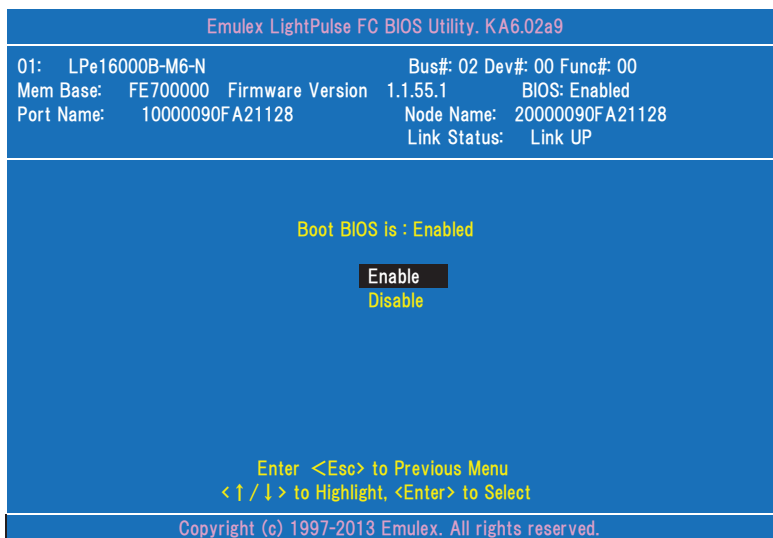 Emulex LightPulse FC BIOS Utility. KA6.02a9
01: LPe16000B-M6-N Bus#: 02 Dev#: 00 Func#: 00
Mem Base: FE700000 Firmware Version 1.1.55.1 BIOS: Enabled
Port Name: 10000090FA21128 Node Name: 20000090FA21128
Link Status: Link UP
Boot BIOS is : Enabled
Enable
Disable
Enter <Esc> to Previous Menu
<↑/↓> to Highlight, <Enter> to Select
Copyright (c) 1997-2013 Emulex. All rights reserved.